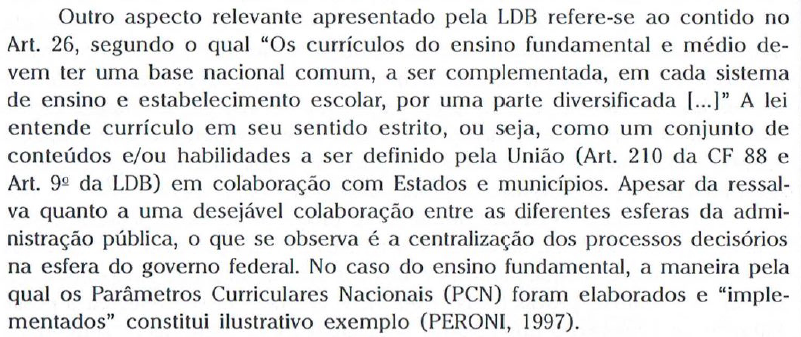 Outro aspecto relevante apresentado pela LDB refere-se ao contido no
Art. 26, segundo o qual “Os currículos do ensino fundamental e médio de-
vem ter uma base nacional comum, a ser complementada, em cada sistema
de ensino e estabelecimento escolar, por uma parte diversificada [...]” A lei
entende currículo em seu sentido estrito, ou seja, como um conjunto de
conteúdos e/ou habilidades a ser definido pela União (Art. 210 da CF 88 e
Art. 9º da LDB) em colaboração com Estados e municípios. Apesar da ressal-
va quanto a uma desejável colaboração entre as diferentes esferas da admi-
nistração pública, o que se observa é a centralização dos processos decisórios
na esfera do governo federal. No caso do ensino fundamental, a maneira pela
qual os Parâmetros Curriculares Nacionais (PCN) foram elaborados e “imple-
mentados” constitui ilustrativo exemplo (PERONI, 1997).